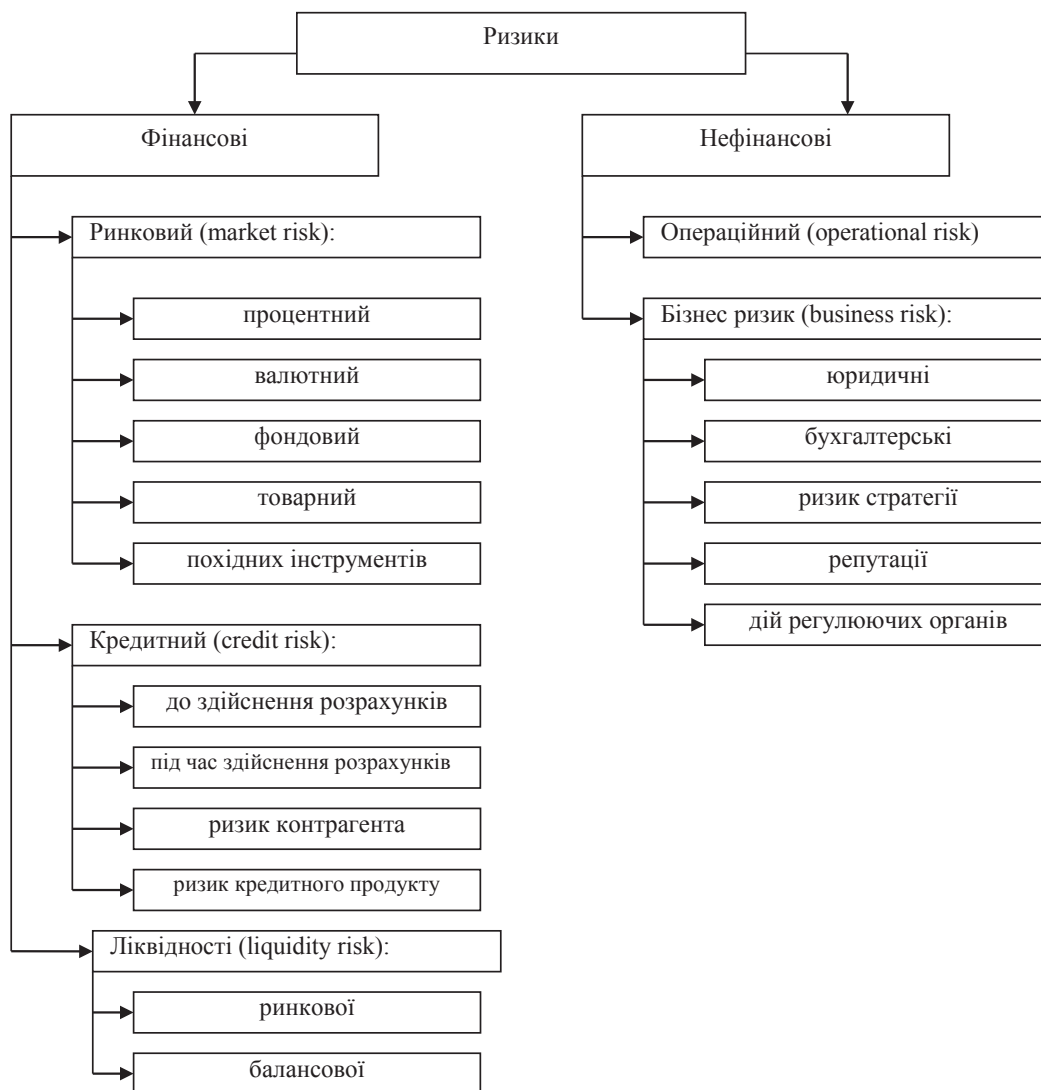 Ризики
Фінансові
Ринковий (market risk):
процентний
валютний
фондовий
товарний
похідних інструментів
Кредитний (credit risk):
до здійснення розрахунків
під час здійснення розрахунків
ризик контрагента
ризик кредитного продукту
Ліквідності (liquidity risk):
ринкової
балансової
Нефінансові
Операційний (operational risk)
Бізнес ризик (business risk):
юридичні
бухгалтерські
ризик стратегії
репутації
дій регулюючих органів